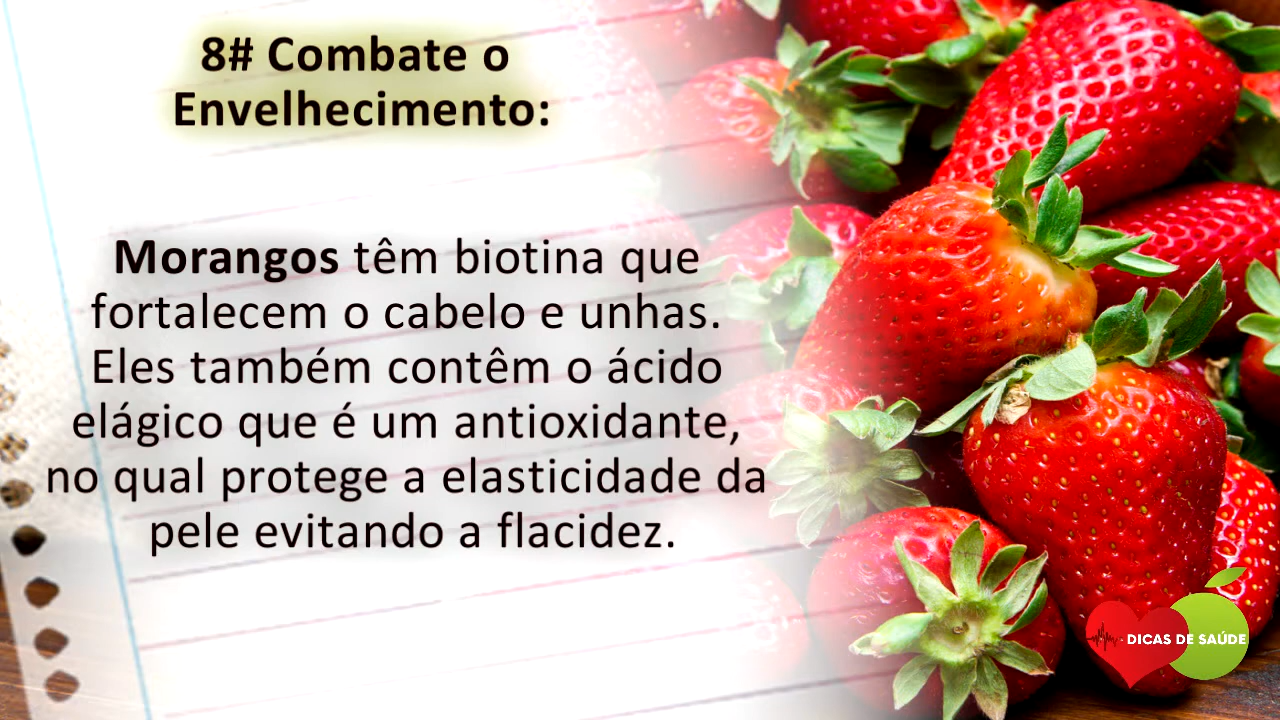 8# Combate o
Envelhecimento:
Morangos têm biotina que
fortalecem o cabelo e unhas.
Eles também contêm o ácido
elágico que é um antioxidante,
no qual protege a elasticidade da
pele evitando a flacidez.
DICAS DE SAÚDE